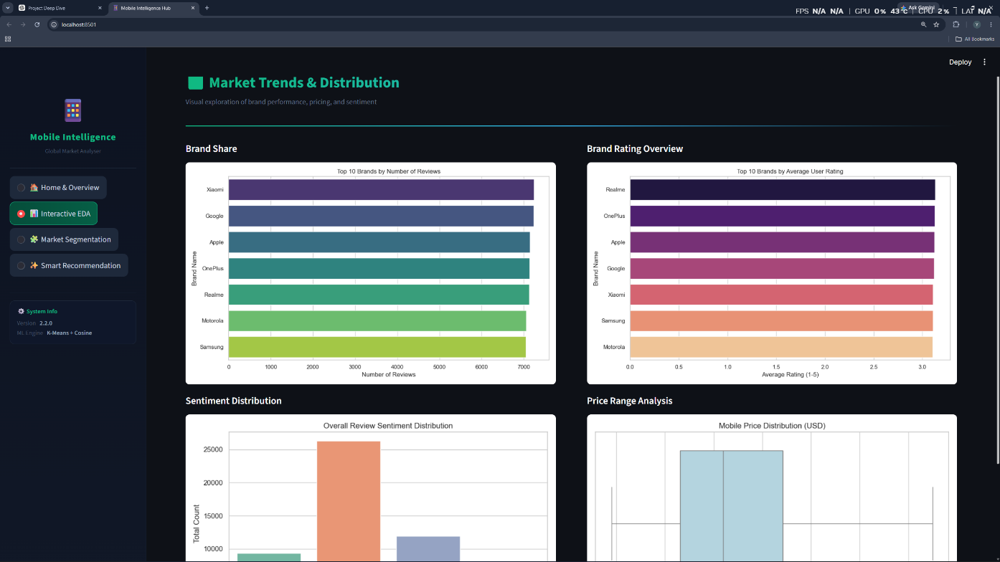 Project Deep Dive
Mobile Intelligence Hub
Ask Gemini
FPS N/A N/A | GPU 0 % 43 °C | CPU 2 % | LAT N/A
localhost:8501
Y
All Bookmarks
Deploy
Mobile Intelligence
Global Market Analyser
Home & Overview
Interactive EDA
Market Segmentation
Smart Recommendation
System Info
Version 2.2.0
ML Engine K-Means + Cosine
Market Trends & Distribution
Visual exploration of brand performance, pricing, and sentiment
Brand Share
Top 10 Brands by Number of Reviews
Brand Name
Xiaomi
Google
Apple
OnePlus
Realme
Motorola
Samsung
0 1000 2000 3000 4000 5000 6000 7000
Number of Reviews
Brand Rating Overview
Top 10 Brands by Average User Rating
Brand Name
Realme
OnePlus
Apple
Google
Xiaomi
Samsung
Motorola
0.0 0.5 1.0 1.5 2.0 2.5 3.0
Average Rating (1-5)
Sentiment Distribution
Overall Review Sentiment Distribution
Total Count
25000
20000
15000
10000
Price Range Analysis
Mobile Price Distribution (USD)